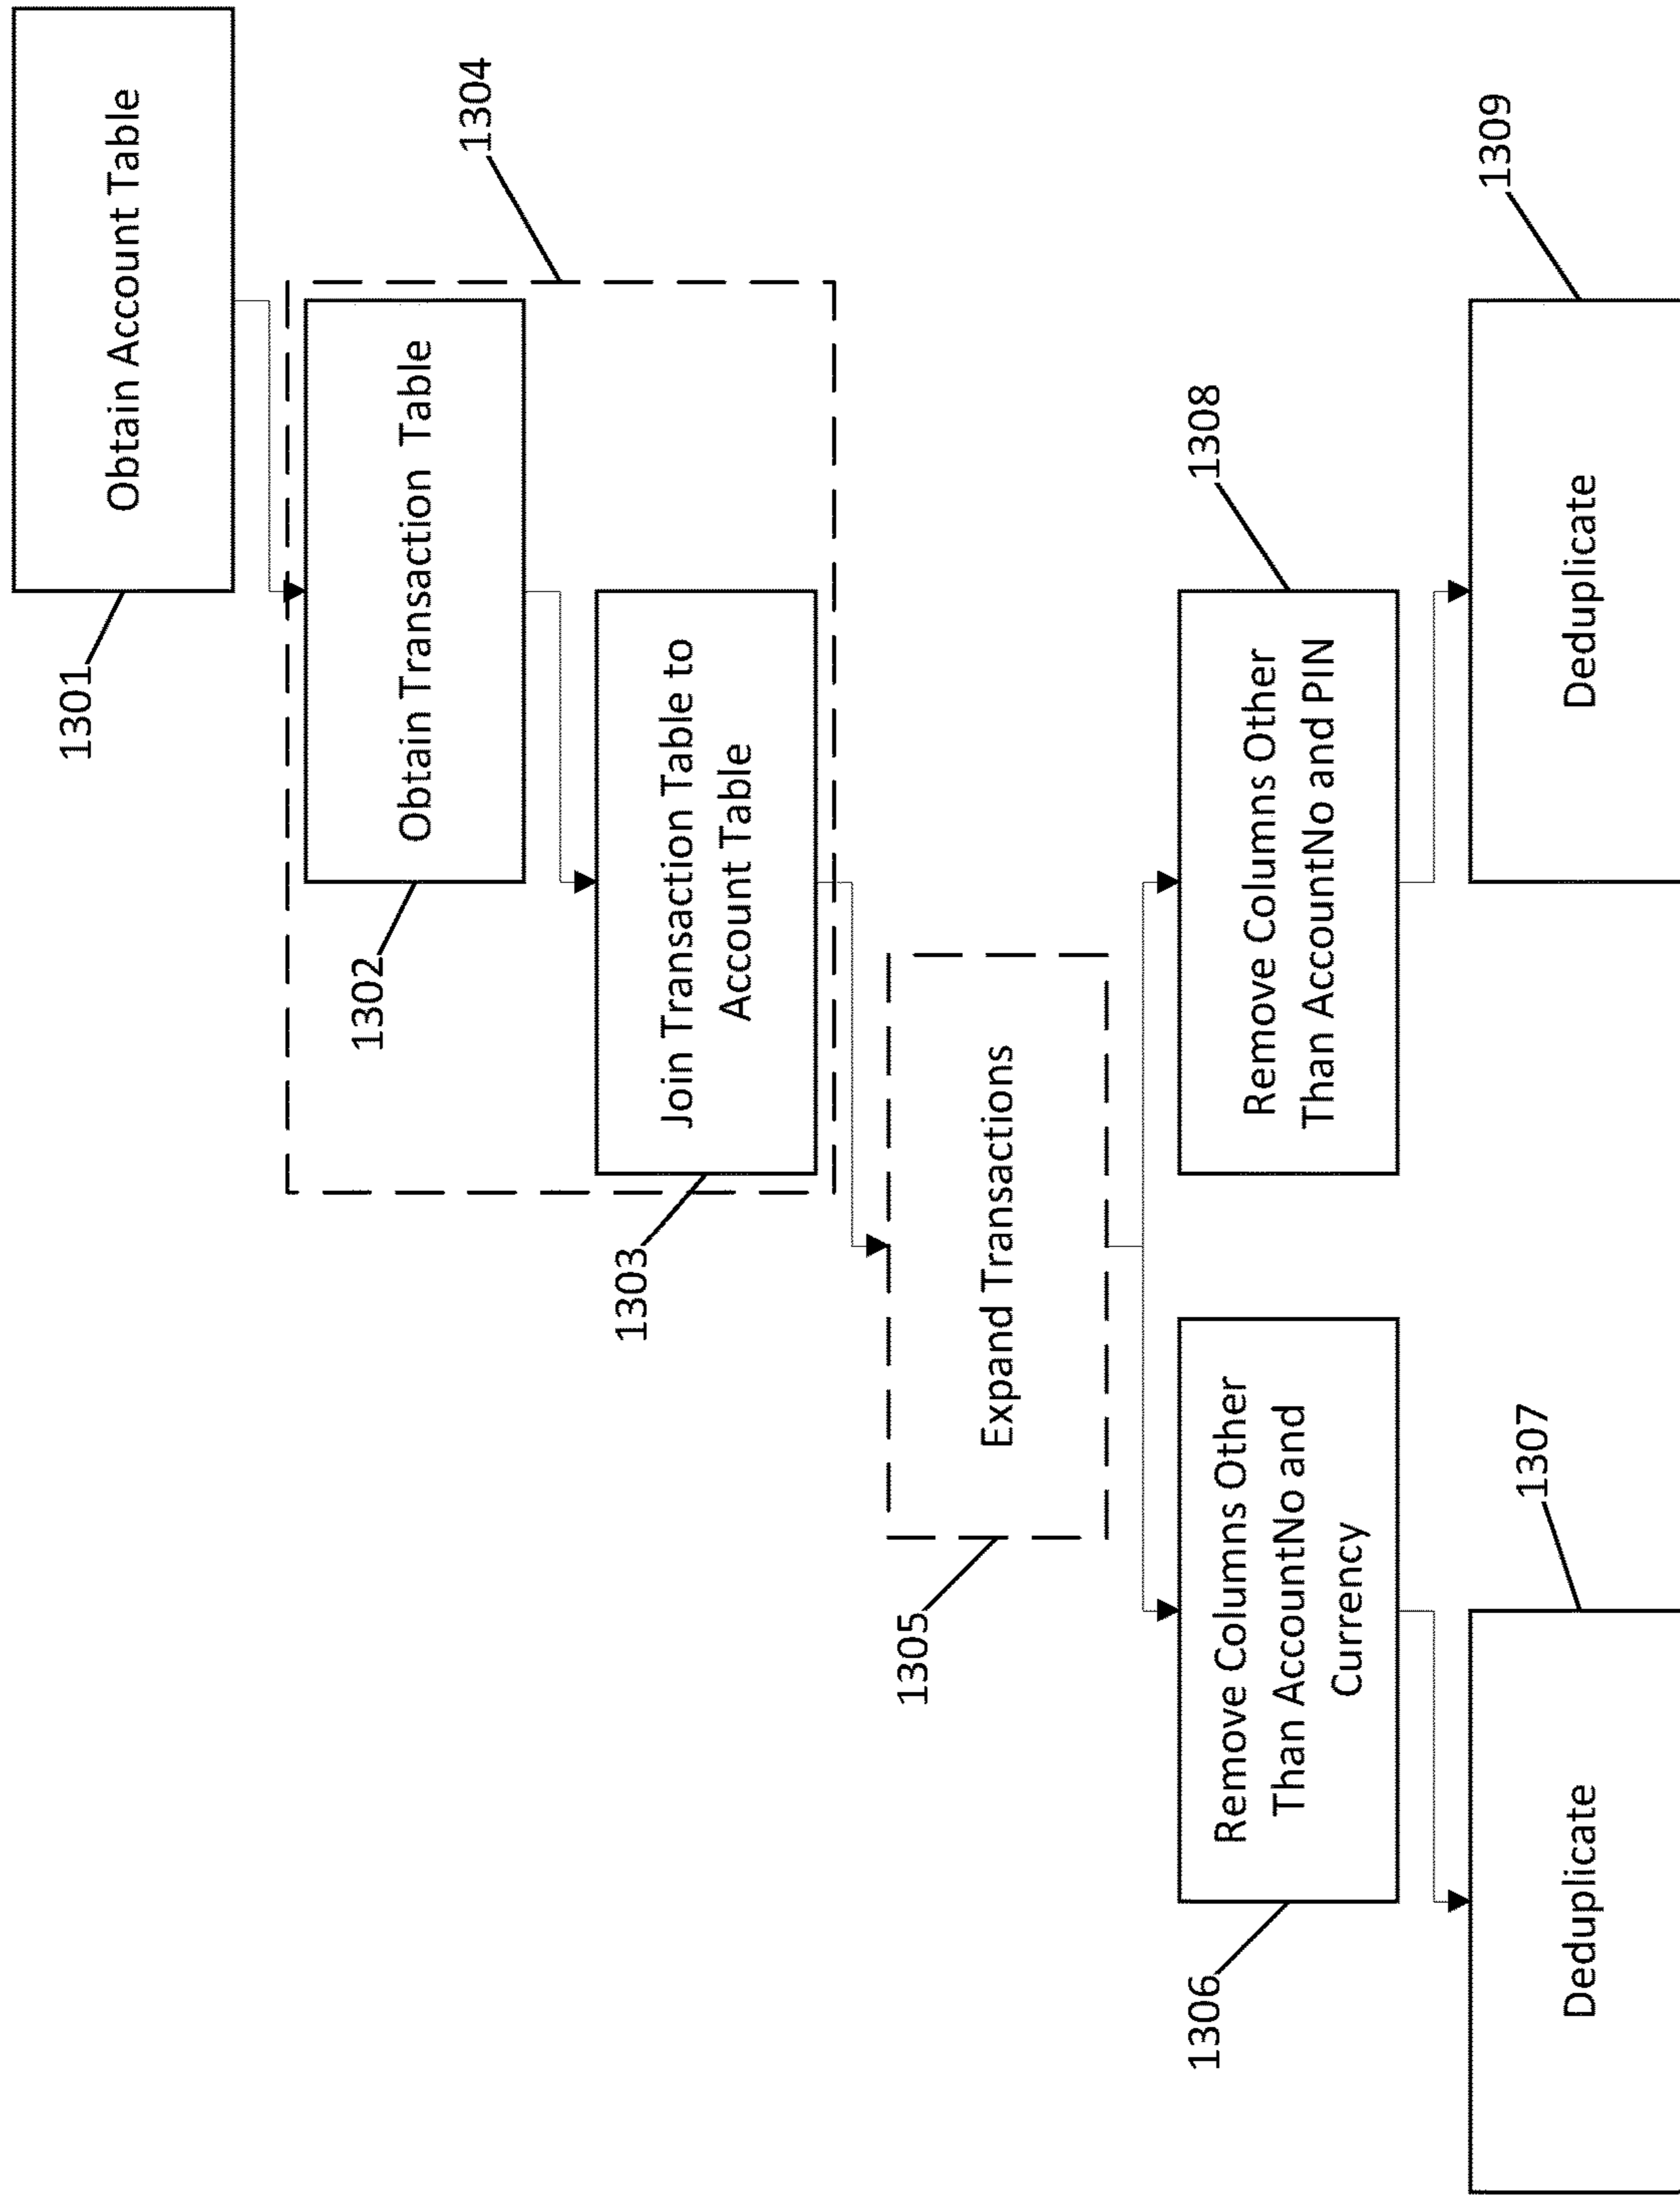 1301
Obtain Account Table
1304
1302
Obtain Transaction Table
1303
Join Transaction Table to
Account Table
1305
Expand Transactions
1306
Remove Columns Other
Than AccountNo and
Currency
1308
Remove Columns Other
Than AccountNo and PIN
1307
Deduplicate
1309
Deduplicate